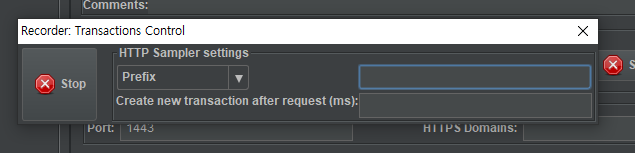 Comments:
Recorder: Transactions Control
HTTP Sampler settings
Stop
Prefix
S
Create new transaction after request (ms):
Port: 1443 HTTPS Domains: